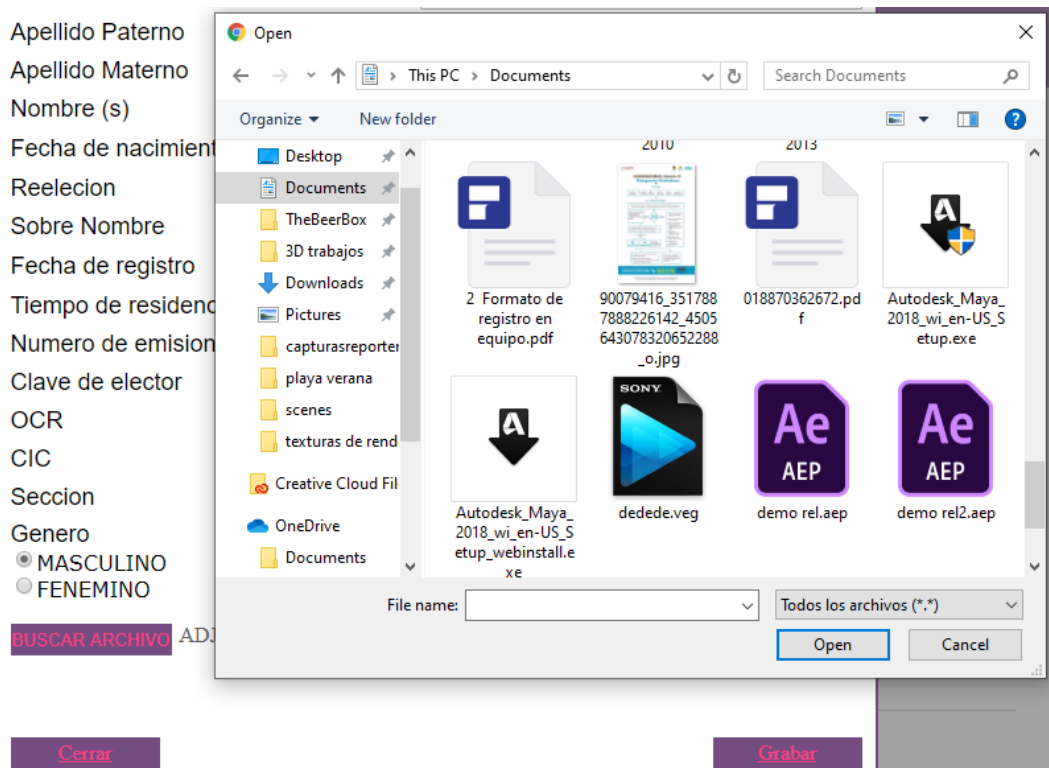 Apellido Paterno
Apellido Materno
Nombre (s)
Fecha de nacimient
Reelecion
Sobre Nombre
Fecha de registro
Tiempo de residenc
Numero de emision
Clave de elector
OCR
CIC
Seccion
Genero
MASCULINO
FENEMINO
BUSCAR ARCHIVO ADJ
Cerrar
Grabar
Open
This PC > Documents
Search Documents
Organize
New folder
Desktop
Documents
TheBeerBox
3D trabajos
Downloads
Pictures
capturasreporter
playa verana
scenes
texturas de rend
Creative Cloud Fil
OneDrive
Documents
2010
2013
2 Formato de
registro en
equipo.pdf
90079416_351788
7888226142_4505
643078320652288
_o.jpg
018870362672.pd
f
Autodesk_Maya_
2018_wi_en-US_S
etup.exe
Autodesk_Maya_
2018_wi_en-US_S
etup_webinstall.e
xe
SONY
dedede.veg
Ae
AEP
demo rel.aep
Ae
AEP
demo rel2.aep
File name:
Todos los archivos (*.*)
Open
Cancel